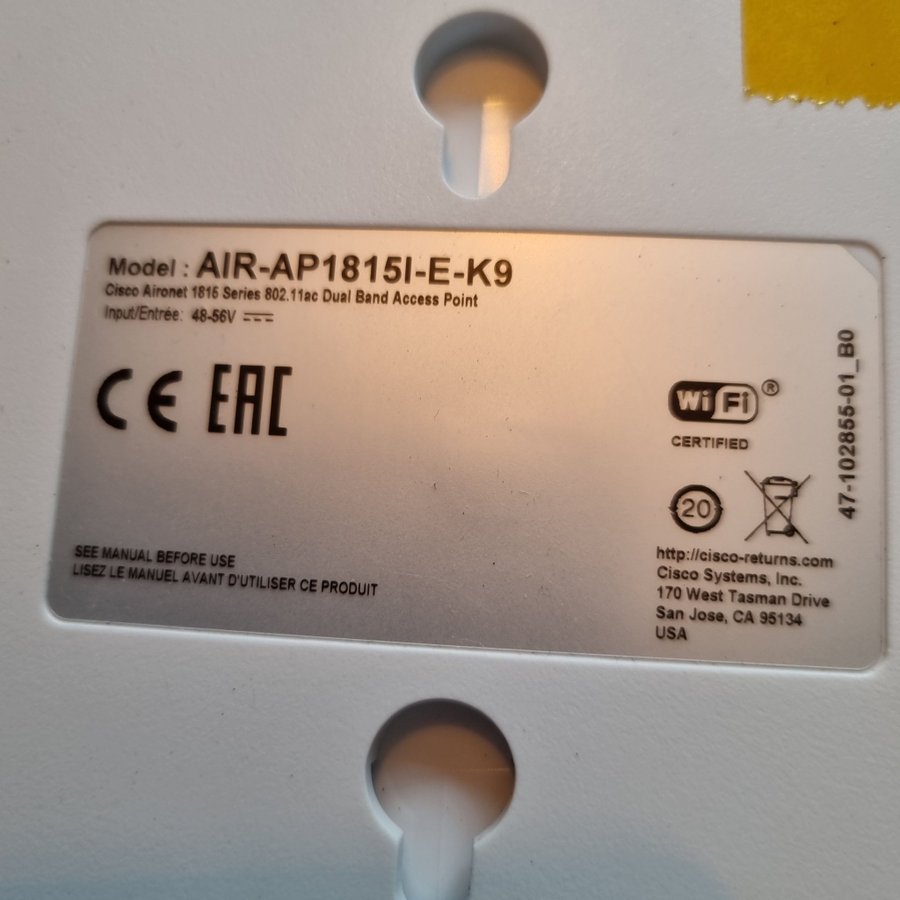 Model : AIR-AP1815I-E-K9
Cisco Aironet 1815 Series 802.11ac Dual Band Access Point
Input/Entrée: 48-56V
CE EAC
Wi Fi ®
CERTIFIED
20
47-102855-01_B0
SEE MANUAL BEFORE USE
LISEZ LE MANUEL AVANT D'UTILISER CE PRODUIT
http://cisco-returns.com
Cisco Systems, Inc.
170 West Tasman Drive
San Jose, CA 95134
USA